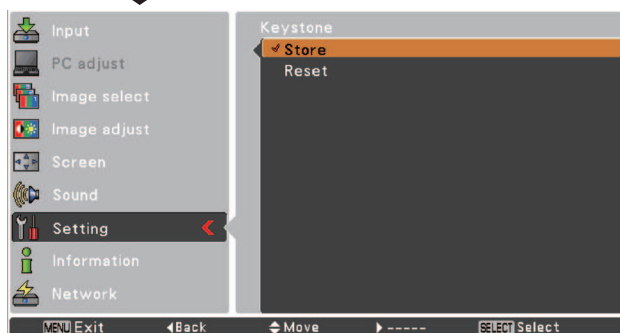 Input
PC adjust
Image select
Image adjust
Screen
Sound
Setting
Information
Network
Keystone
✓ Store
Reset
MENU Exit ◀Back ◆Move ▶ ----- SELECT Select